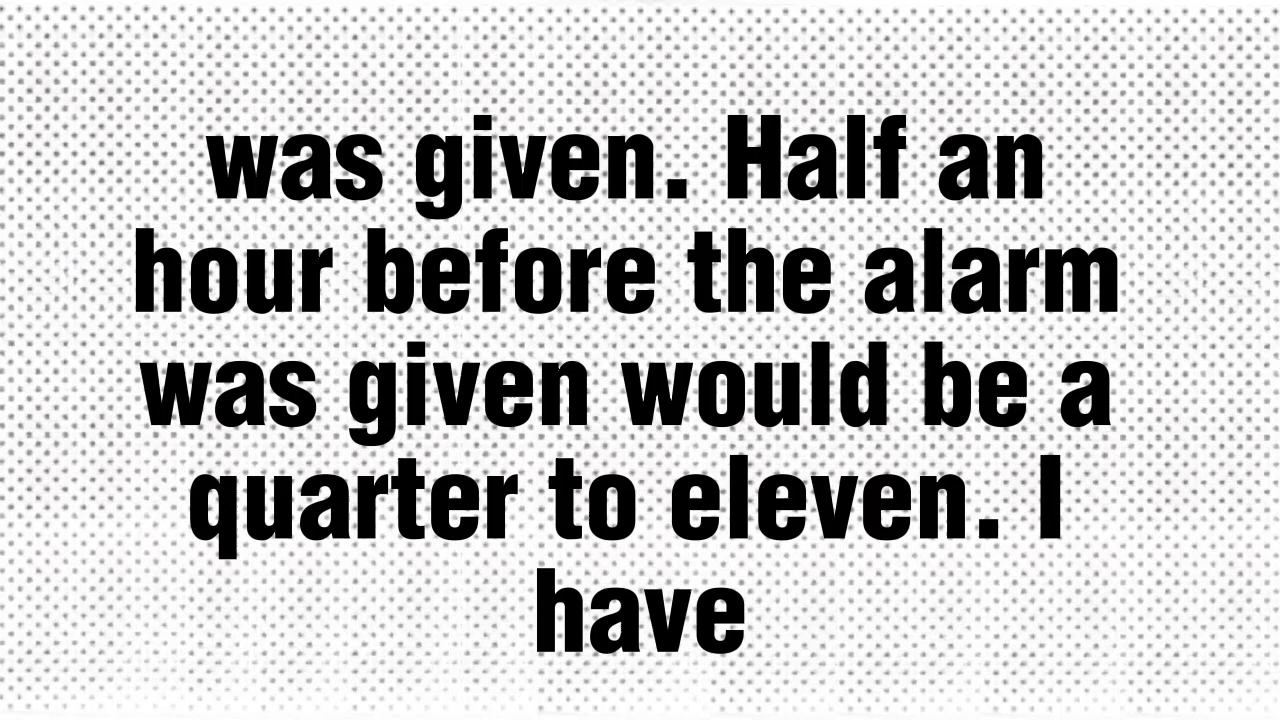 was given. Half an
hour before the alarm
was given would be a
quarter to eleven. I
have